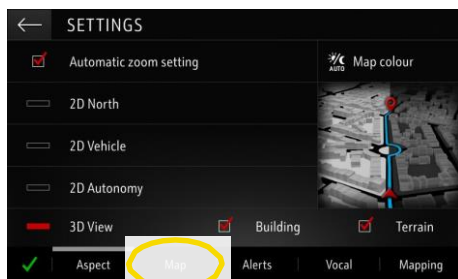 SETTINGS
Automatic zoom setting
AUTO Map colour
2D North
2D Vehicle
2D Autonomy
3D View Building Terrain
Aspect Map Alerts Vocal Mapping